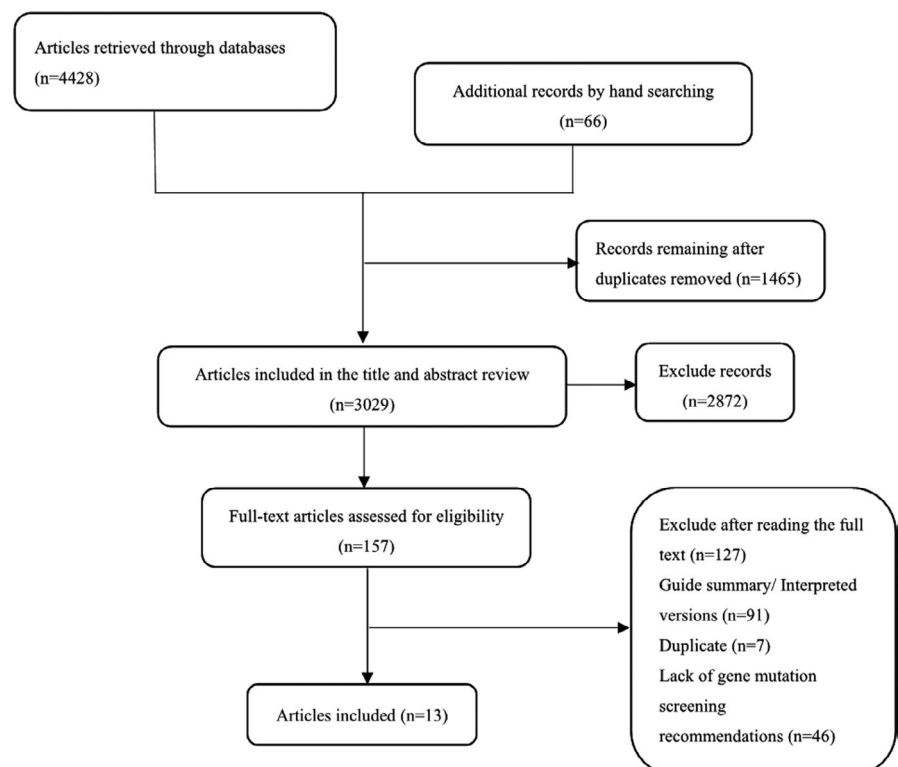 Articles retrieved through databases
(n=4428)
Additional records by hand searching
(n=66)
Records remaining after
duplicates removed (n=1465)
Articles included in the title and abstract review
(n=3029)
Exclude records
(n=2872)
Full-text articles assessed for eligibility
(n=157)
Exclude after reading the full
text (n=127)
Guide summary/ Interpreted
versions (n=91)
Duplicate (n=7)
Lack of gene mutation
screening
recommendations (n=46)
Articles included (n=13)